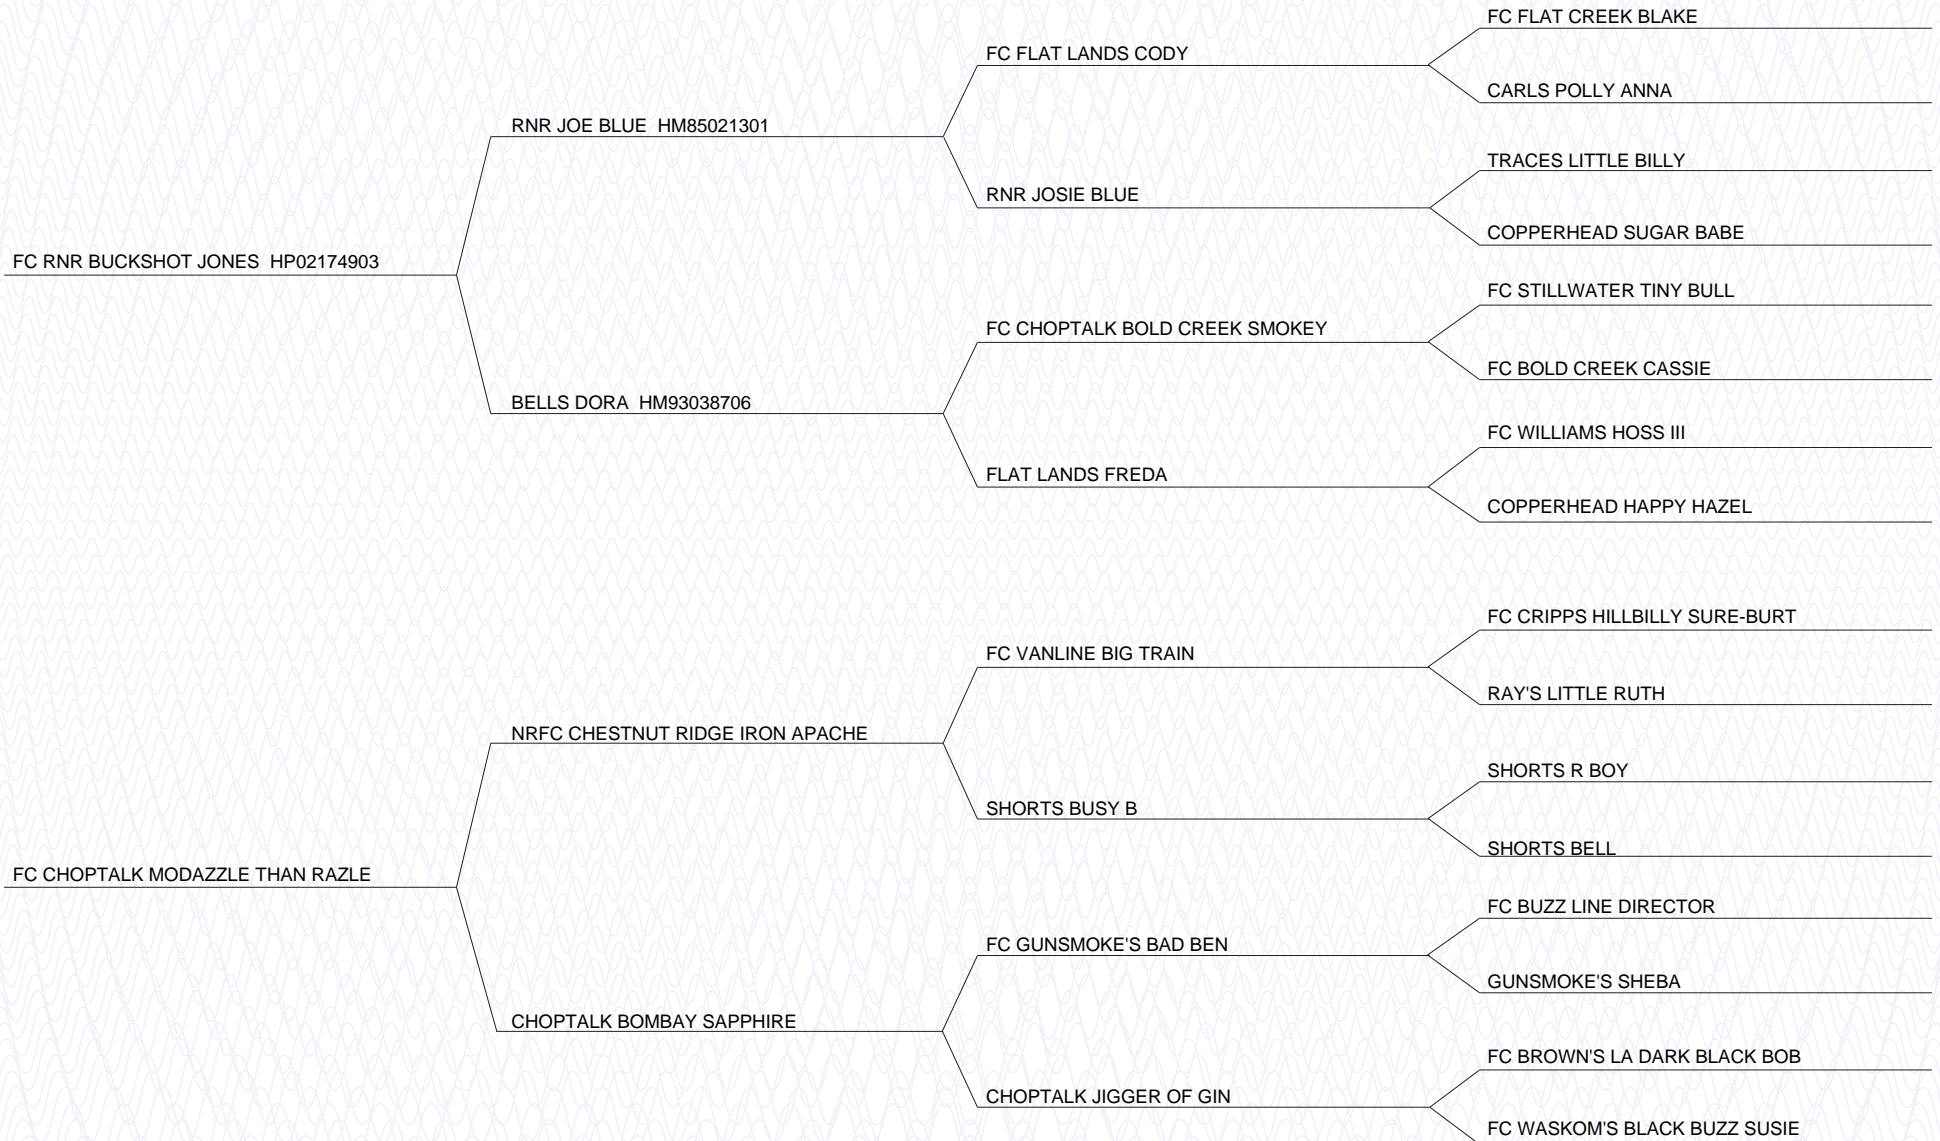 FC FLAT CREEK BLAKE
FC FLAT LANDS CODY
CARLS POLLY ANNA
RNR JOE BLUE HM85021301
TRACES LITTLE BILLY
RNR JOSIE BLUE
COPPERHEAD SUGAR BABE
FC RNR BUCKSHOT JONES HP02174903
FC STILLWATER TINY BULL
FC CHOPTALK BOLD CREEK SMOKEY
FC BOLD CREEK CASSIE
BELLS DORA HM93038706
FC WILLIAMS HOSS III
FLAT LANDS FREDA
COPPERHEAD HAPPY HAZEL
FC CRIPPS HILLBILLY SURE-BURT
FC VANLINE BIG TRAIN
RAY'S LITTLE RUTH
NRFC CHESTNUT RIDGE IRON APACHE
SHORTS R BOY
SHORTS BUSY B
SHORTS BELL
FC CHOPTALK MODAZZLE THAN RAZLE
FC BUZZ LINE DIRECTOR
FC GUNSMOKE'S BAD BEN
GUNSMOKE'S SHEBA
CHOPTALK BOMBAY SAPPHIRE
FC BROWN'S LA DARK BLACK BOB
CHOPTALK JIGGER OF GIN
FC WASKOM'S BLACK BUZZ SUSIE